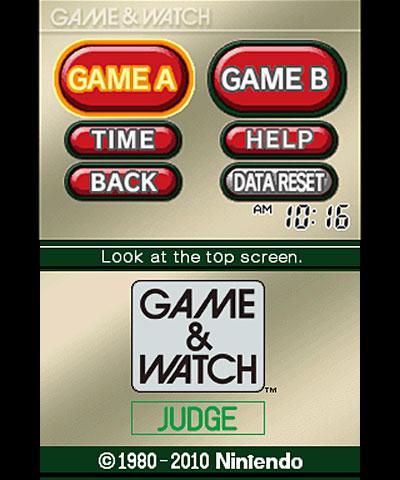 GAME & WATCH
GAME A GAME B
TIME HELP
BACK DATA RESET
AM 10:16
Look at the top screen.
GAME
&
WATCH
TM
JUDGE
©1980-2010 Nintendo